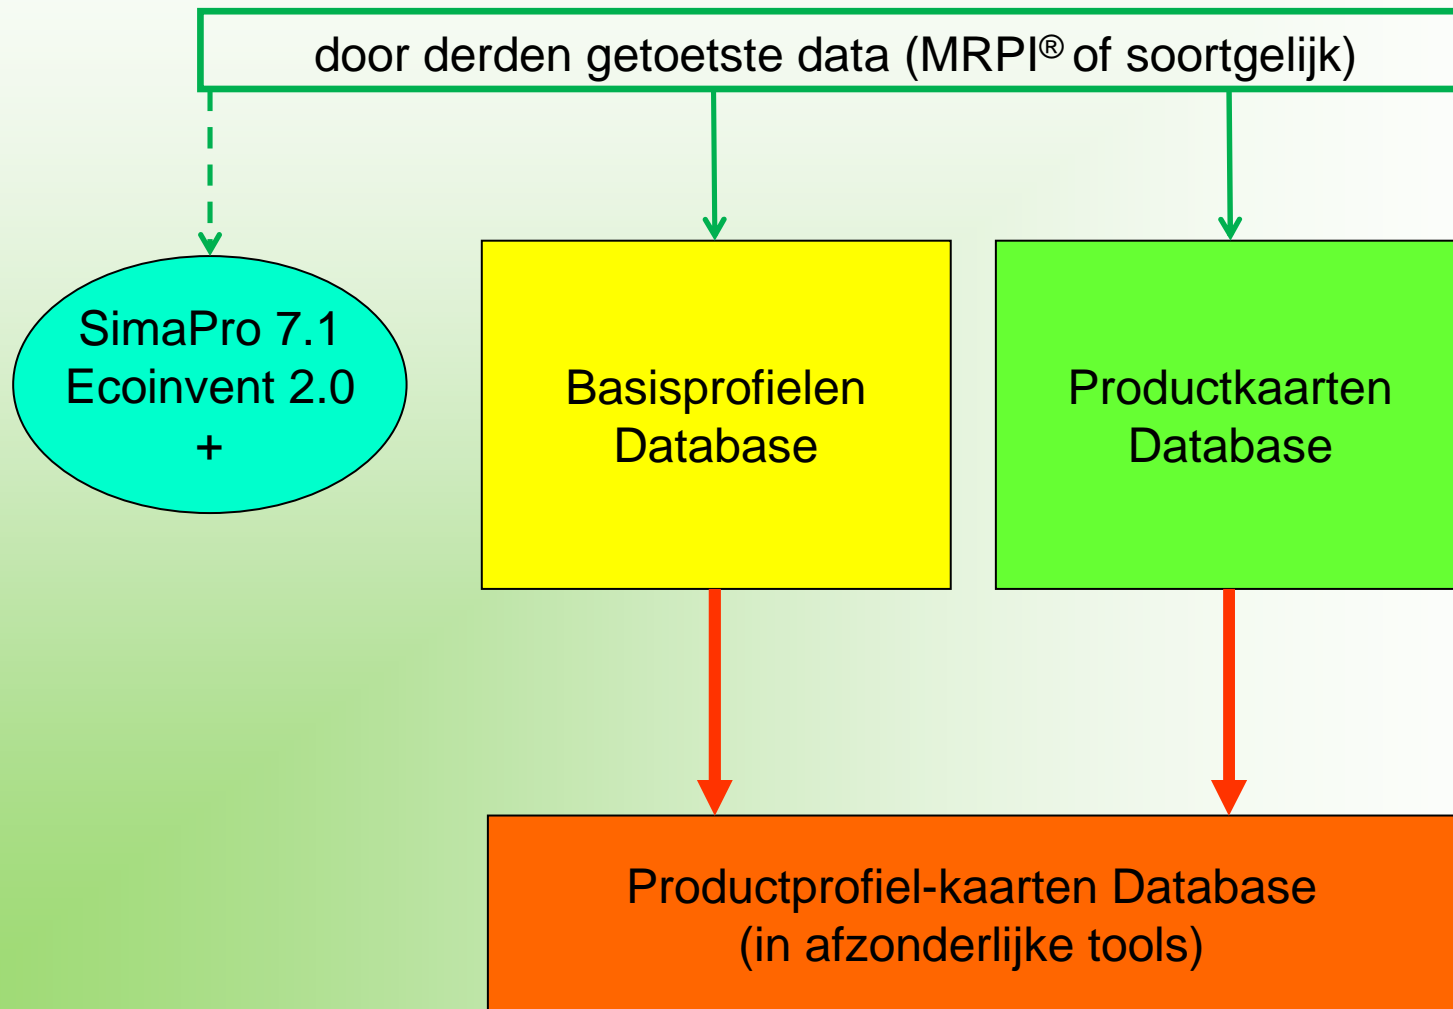 door derden getoetste data (MRPI® of soortgelijk)
SimaPro 7.1
Ecoinvent 2.0
+
Basisprofielen
Database
Productkaarten
Database
Productprofiel-kaarten Database
(in afzonderlijke tools)